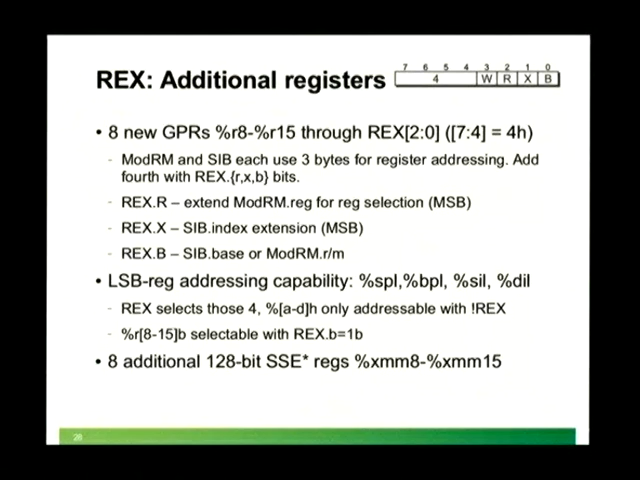 7 6 5 4 3 2 1 0
REX: Additional registers
4 W R X B
• 8 new GPRs %r8-%r15 through REX[2:0] ([7:4] = 4h)
- ModRM and SIB each use 3 bytes for register addressing. Add
fourth with REX.{r,x,b} bits.
- REX.R – extend ModRM.reg for reg selection (MSB)
- REX.X – SIB.index extension (MSB)
- REX.B – SIB.base or ModRM.r/m
• LSB-reg addressing capability: %spl,%bpl, %sil, %dil
- REX selects those 4, %[a-d]h only addressable with !REX
- %r[8-15]b selectable with REX.b=1b
• 8 additional 128-bit SSE* regs %xmm8-%xmm15
28